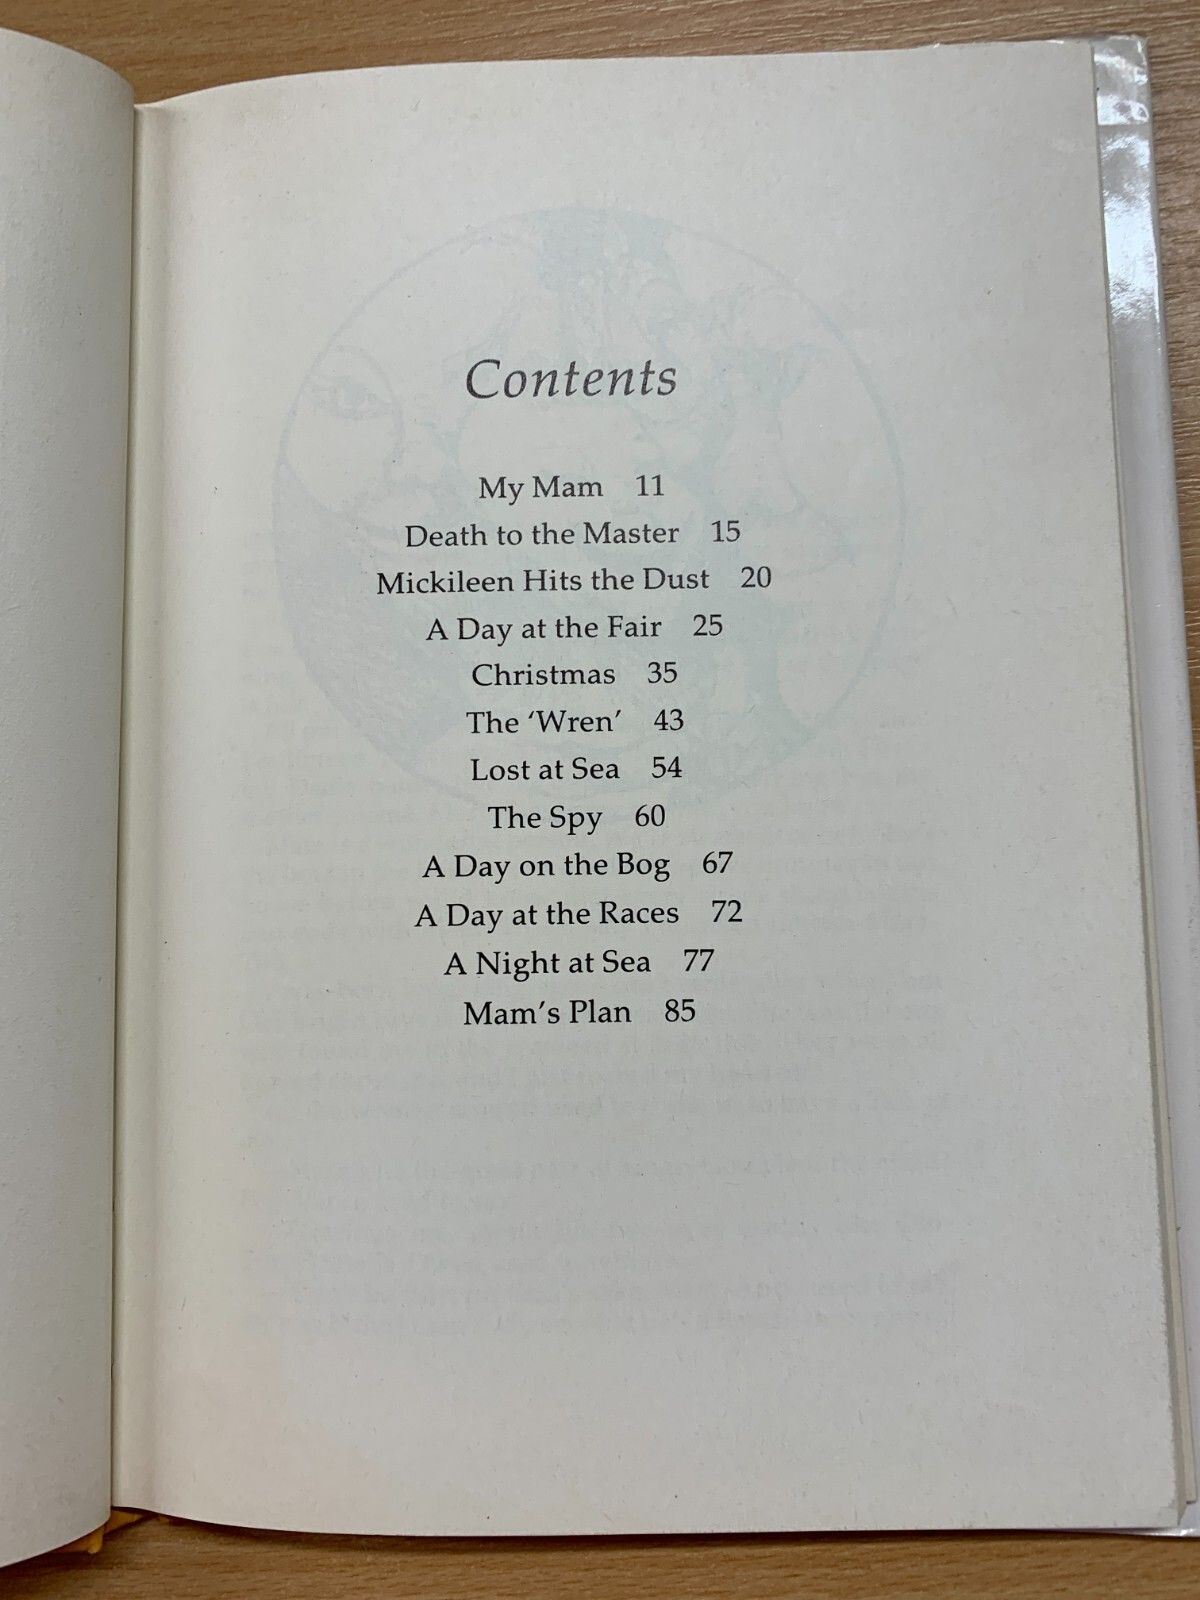 Contents
My Mam 11
Death to the Master 15
Mickileen Hits the Dust 20
A Day at the Fair 25
Christmas 35
The ‘Wren’ 43
Lost at Sea 54
The Spy 60
A Day on the Bog 67
A Day at the Races 72
A Night at Sea 77
Mam's Plan 85